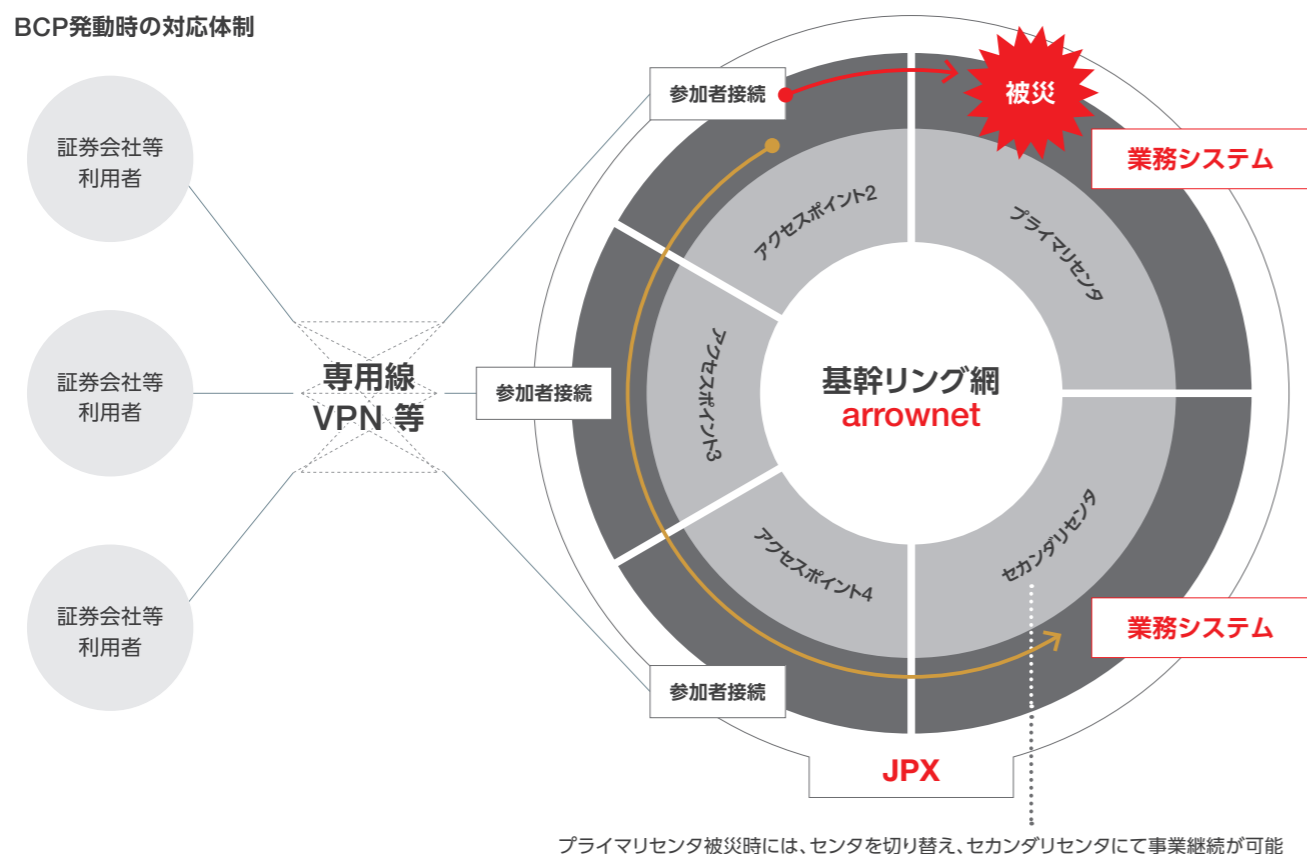 BCP発動時の対応体制
証券会社等
利用者
証券会社等
利用者
証券会社等
利用者
専用線
VPN 等
参加者接続
参加者接続
参加者接続
被災
業務システム
アクセスポイント2
プライマリセンタ
アクセスポイント3
基幹リング網
arrownet
アクセスポイント4
セカンダリセンタ
業務システム
JPX
プライマリセンタ被災時には、センタを切り替え、セカンダリセンタにて事業継続が可能